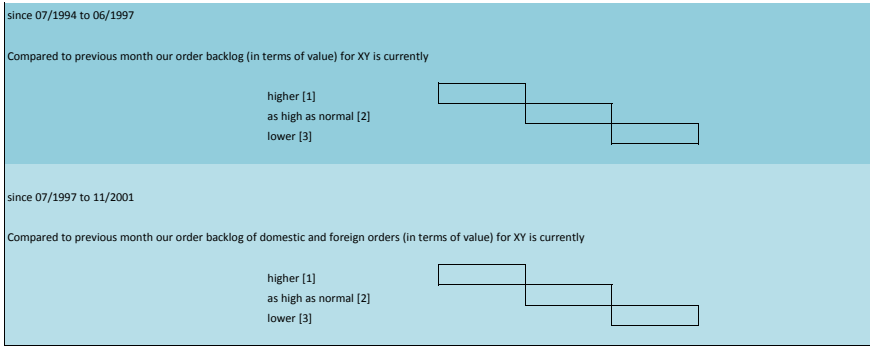 since 07/1994 to 06/1997
Compared to previous month our order backlog (in terms of value) for XY is currently
higher [1]
as high as normal [2]
lower [3]
since 07/1997 to 11/2001
Compared to previous month our order backlog of domestic and foreign orders (in terms of value) for XY is currently
higher [1]
as high as normal [2]
lower [3]